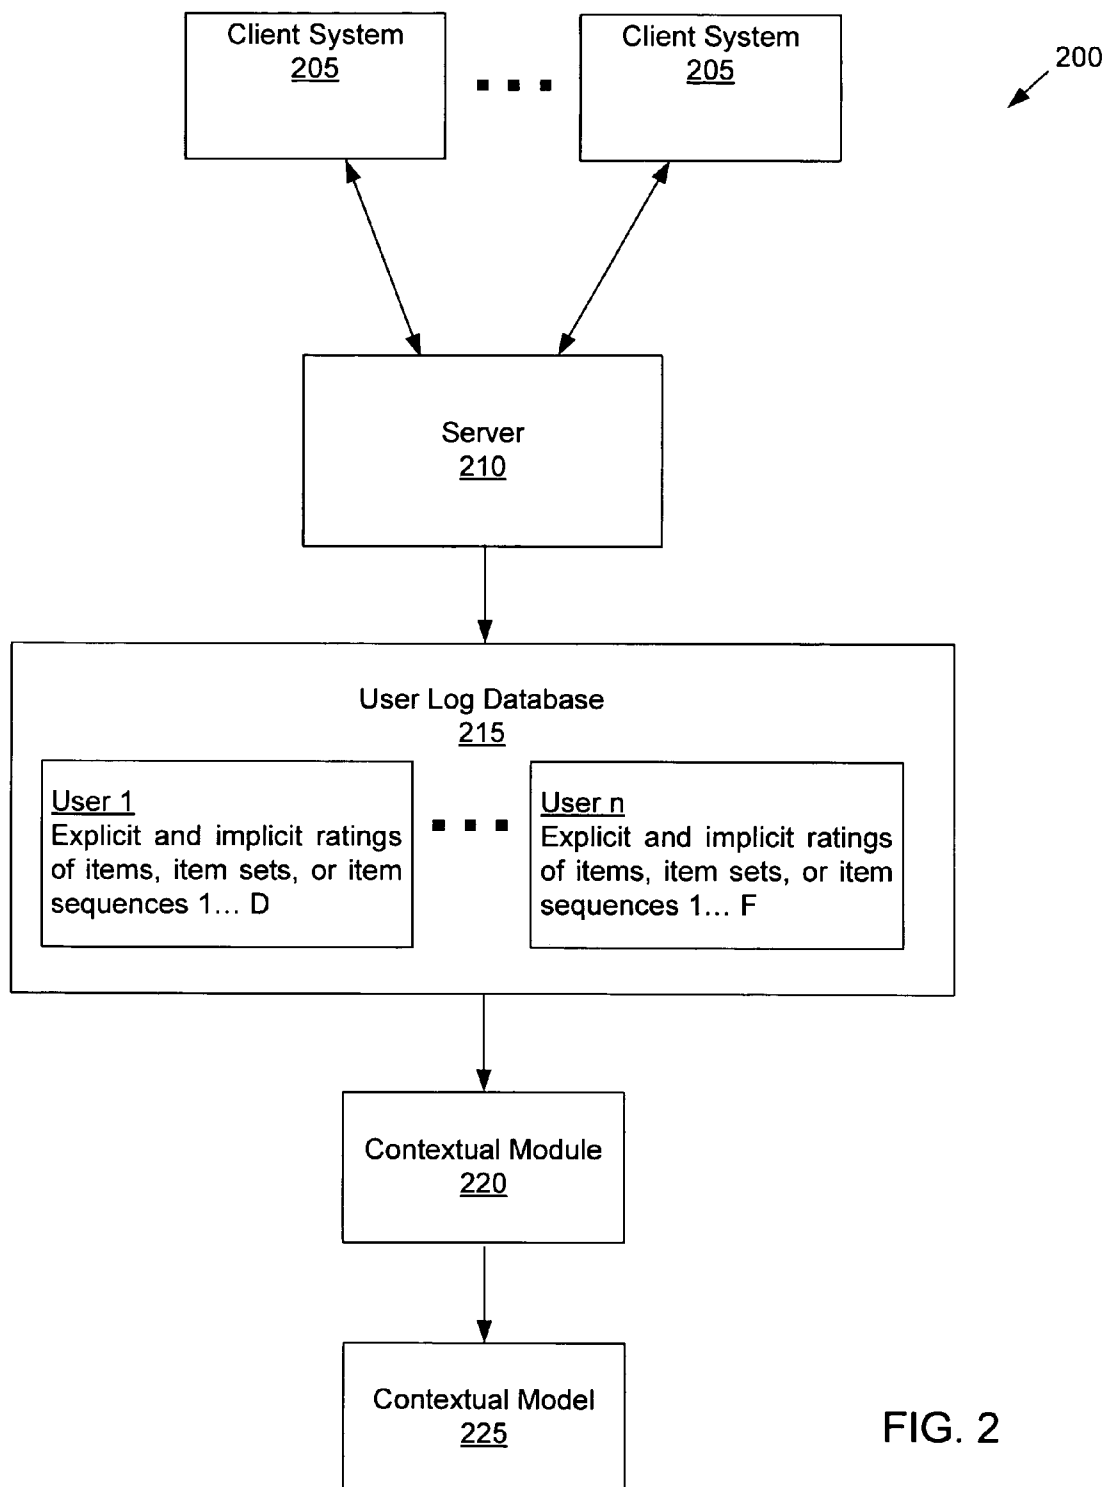 Client System
205
Client System
205
200
Server
210
User Log Database
215
User 1
Explicit and implicit ratings
of items, item sets, or item
sequences 1... D
User n
Explicit and implicit ratings
of items, item sets, or item
sequences 1... F
Contextual Module
220
Contextual Model
225
FIG. 2